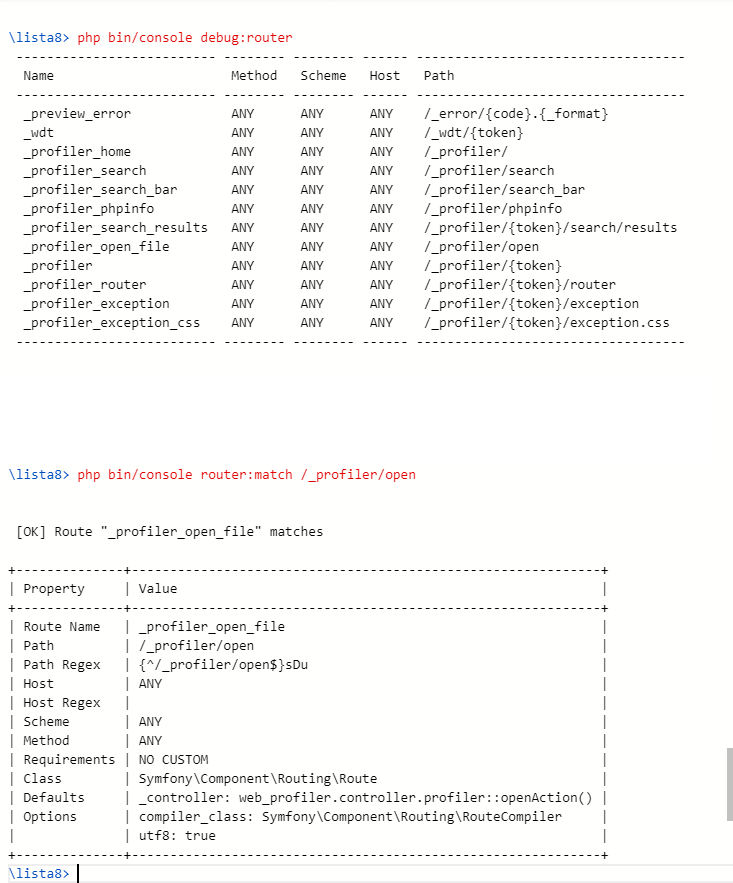 \lista8> php bin/console debug:router
-------------------------- -------- -------- ------ -----------------------------------
Name Method Scheme Host Path
-------------------------- -------- -------- ------ -----------------------------------
_preview_error ANY ANY ANY /_error/{code}.{_format}
_wdt ANY ANY ANY /_wdt/{token}
_profiler_home ANY ANY ANY /_profiler/
_profiler_search ANY ANY ANY /_profiler/search
_profiler_search_bar ANY ANY ANY /_profiler/search_bar
_profiler_phpinfo ANY ANY ANY /_profiler/phpinfo
_profiler_search_results ANY ANY ANY /_profiler/{token}/search/results
_profiler_open_file ANY ANY ANY /_profiler/open
_profiler ANY ANY ANY /_profiler/{token}
_profiler_router ANY ANY ANY /_profiler/{token}/router
_profiler_exception ANY ANY ANY /_profiler/{token}/exception
_profiler_exception_css ANY ANY ANY /_profiler/{token}/exception.css
-------------------------- -------- -------- ------ -----------------------------------
\lista8> php bin/console router:match /_profiler/open
[OK] Route "_profiler_open_file" matches
+--------------+-------------------------------------------------------------+
| Property | Value |
+--------------+-------------------------------------------------------------+
| Route Name | _profiler_open_file |
| Path | /_profiler/open |
| Path Regex | {^/_profiler/open$}sDu |
| Host | ANY |
| Host Regex | |
| Scheme | ANY |
| Method | ANY |
| Requirements | NO CUSTOM |
| Class | Symfony\Component\Routing\Route |
| Defaults | _controller: web_profiler.controller.profiler::openAction() |
| Options | compiler_class: Symfony\Component\Routing\RouteCompiler |
| | utf8: true |
+--------------+-------------------------------------------------------------+
\lista8>